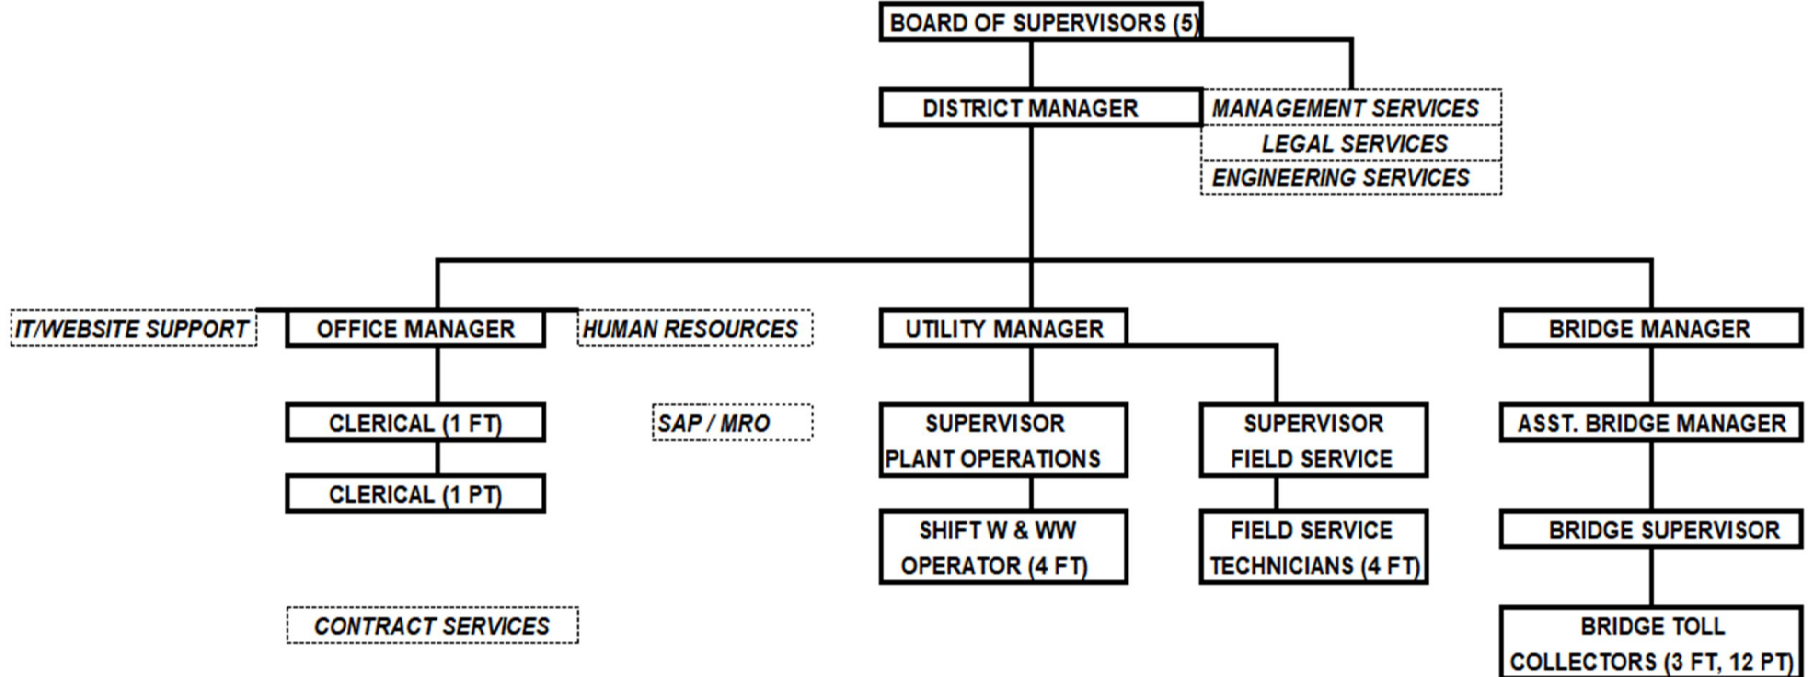 BOARD OF SUPERVISORS (5)
DISTRICT MANAGER
MANAGEMENT SERVICES
LEGAL SERVICES
ENGINEERING SERVICES
IT/WEBSITE SUPPORT
OFFICE MANAGER
HUMAN RESOURCES
UTILITY MANAGER
BRIDGE MANAGER
CLERICAL (1 FT)
SAP / MRO
SUPERVISOR
PLANT OPERATIONS
SUPERVISOR
FIELD SERVICE
ASST. BRIDGE MANAGER
CLERICAL (1 PT)
SHIFT W & WW
OPERATOR (4 FT)
FIELD SERVICE
TECHNICIANS (4 FT)
BRIDGE SUPERVISOR
CONTRACT SERVICES
BRIDGE TOLL
COLLECTORS (3 FT, 12 PT)